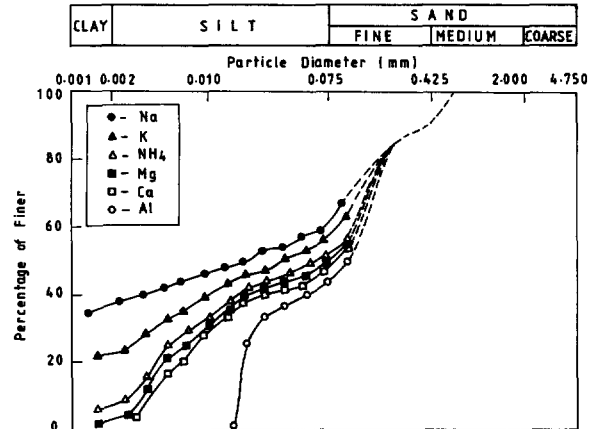 CLAY SILT SAND
FINE MEDIUM COARSE
Particle Diameter (mm)
0.001 0.002 0.010 0.075 0.425 2.000 4.750
Percentage of Finer
100
80
60
40
20
0
Na
K
NH4
Mg
Ca
Al